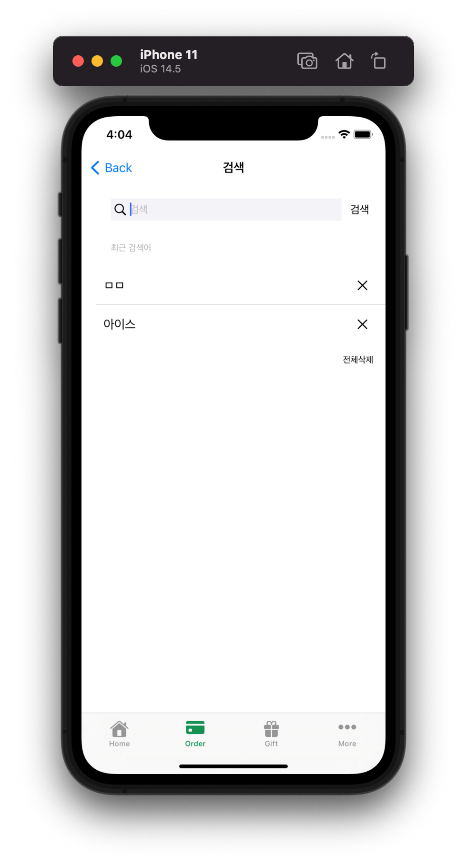 iPhone 11
iOS 14.5
4:04
Back 검색
검색 검색
최근 검색어
ㅁㅁ
아이스
전체삭제
Home Order Gift More